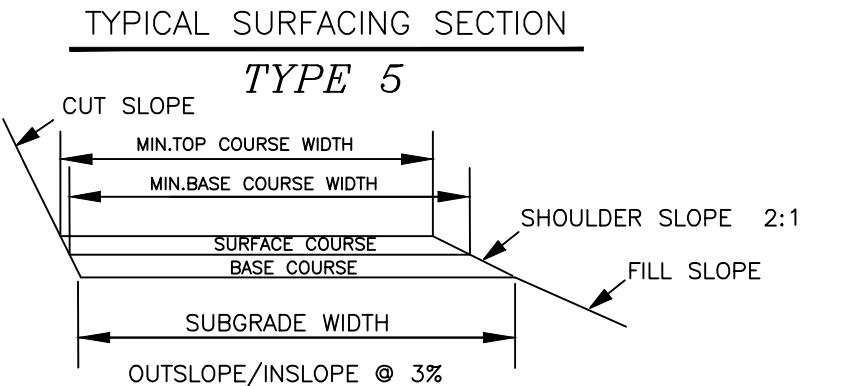 TYPICAL SURFACING SECTION
TYPE 5
CUT SLOPE
MIN.TOP COURSE WIDTH
MIN.BASE COURSE WIDTH
SHOULDER SLOPE 2:1
SURFACE COURSE
BASE COURSE
FILL SLOPE
SUBGRADE WIDTH
OUTSLOPE/INSLOPE @ 3%